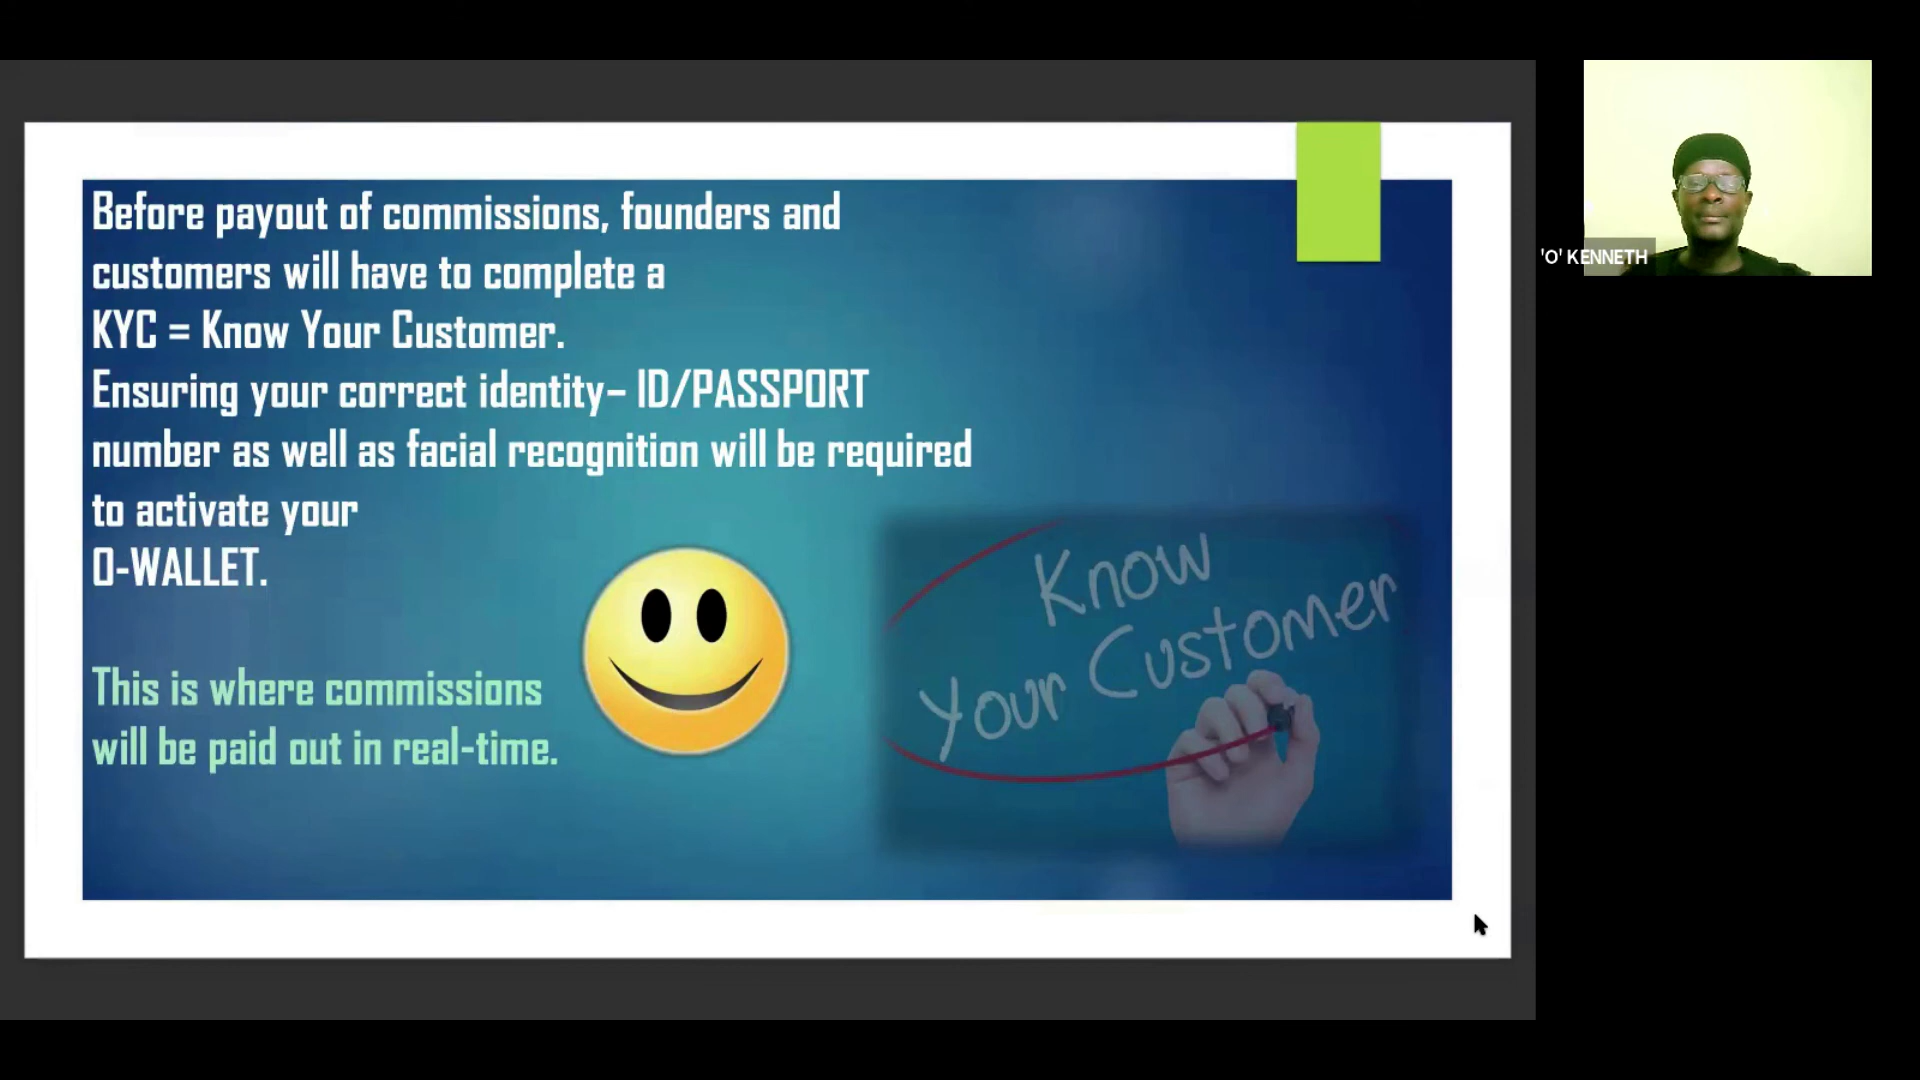 Before payout of commissions, founders and
customers will have to complete a
KYC = Know Your Customer.
Ensuring your correct identity– ID/PASSPORT
number as well as facial recognition will be required
to activate your
O-WALLET.
This is where commissions
will be paid out in real-time.
Know
Your Customer
'O' KENNETH